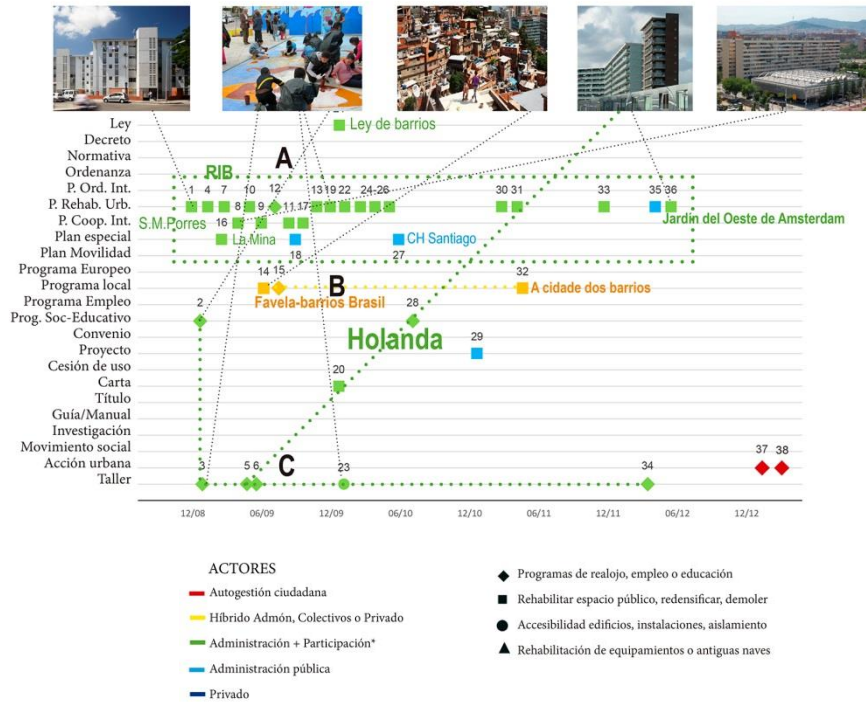 Ley
Ley de barrios
Decreto
Normativa
A
Ordenanza
RIB
P. Ord. Int.
1 4 7 10 12 13 19 22 24-26 30 31 33 35 36
P. Rehab. Urb.
8 9 11 17
S.M.Porres 16
Jardin del Oeste de Amsterdam
P. Coop. Int.
Plan especial
La Mina
CH Santiago
Plan Movilidad
18 27
Programa Europeo
14 15 B 32
Programa local
Favela-barrios Brasil
A cidade dos barrios
Programa Empleo
2 28
Prog. Soc-Educativo
Holanda
Convenio
29
Proyecto
Cesión de uso
20
Carta
Título
Guía/Manual
Investigación
Movimiento social
37 38
Acción urbana
3 5 6 C 23 34
Taller
12/08 06/09 12/09 06/10 12/10 06/11 12/11 06/12 12/12
ACTORES
Autogestión ciudadana
Híbrido Admón, Colectivos o Privado
Administración + Participación*
Administración pública
Privado
Programas de realojo, empleo o educación
Rehabilitar espacio público, redensificar, demoler
Accesibilidad edificios, instalaciones, aislamiento
Rehabilitación de equipamientos o antiguas naves